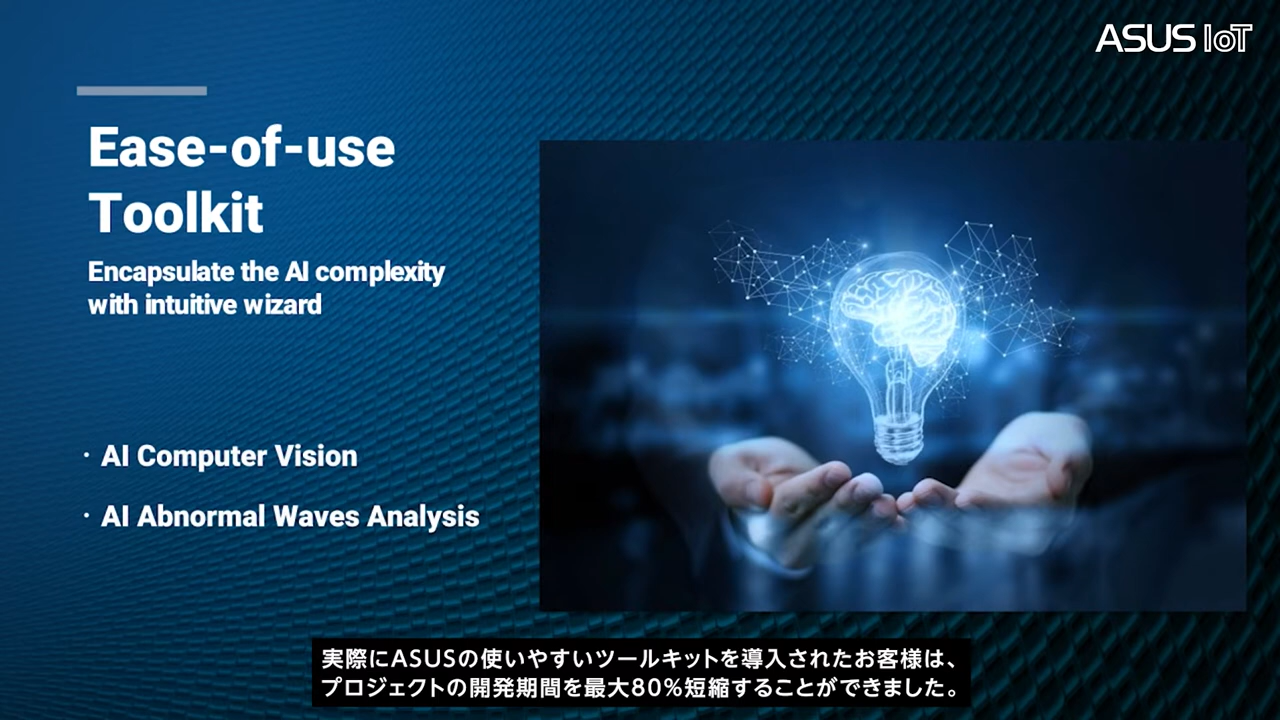 ASUS IoT
Ease-of-use
Toolkit
Encapsulate the AI complexity
with intuitive wizard
· AI Computer Vision
· AI Abnormal Waves Analysis
実際にASUSの使いやすいツールキットを導入されたお客様は、
プロジェクトの開発期間を最大80%短縮することができました。